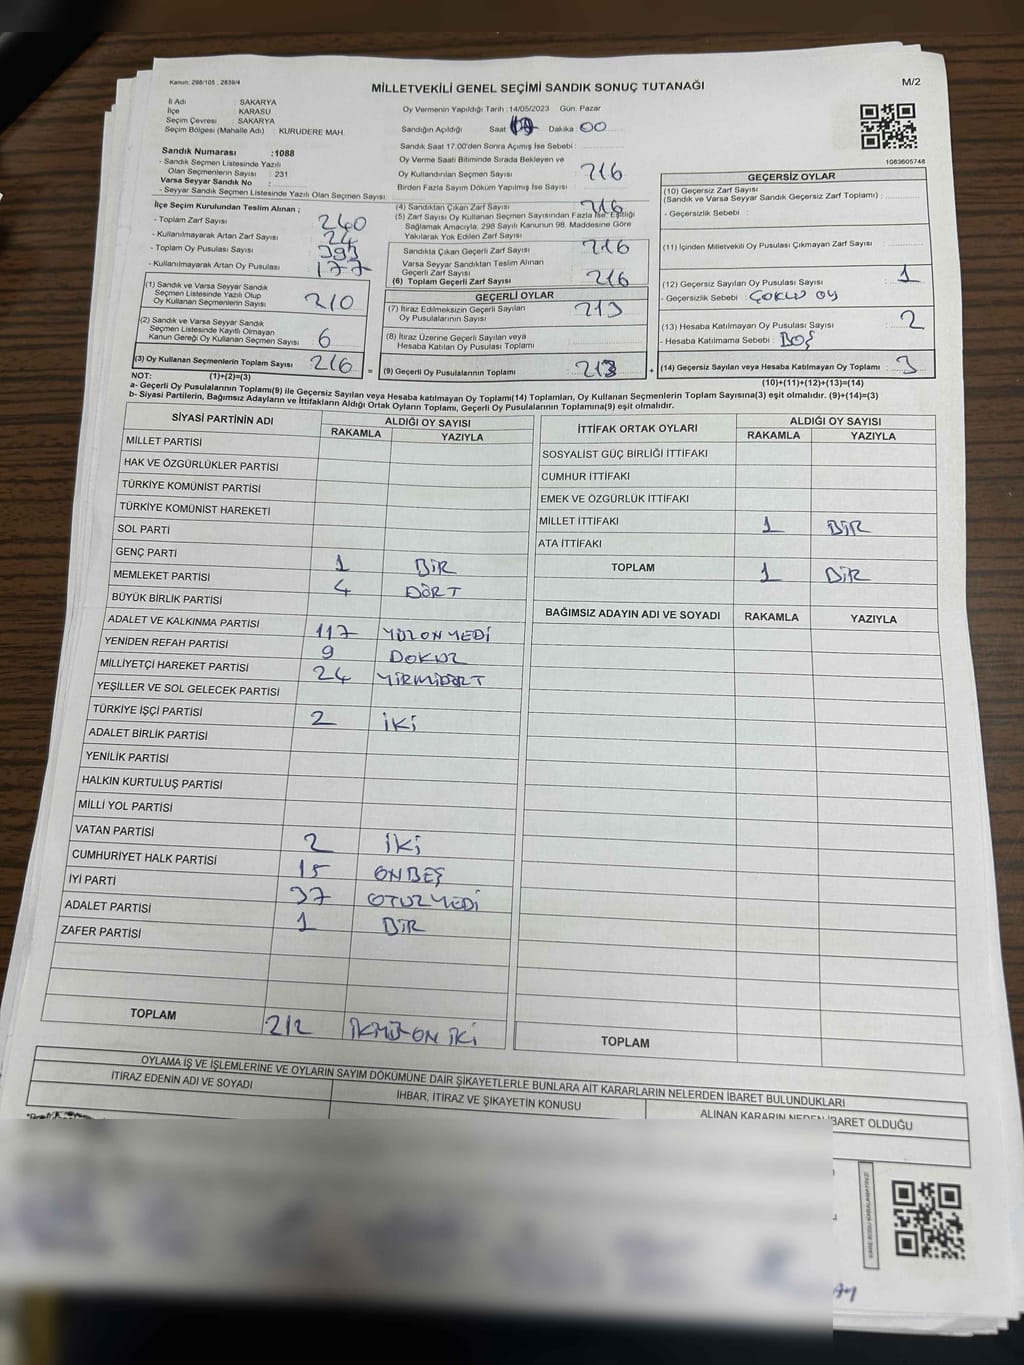 Kanun, 298/105 , 2839/4
MİLLETVEKİLİ GENEL SEÇİMİ SANDIK SONUÇ TUTANAĞI
M/2
İl Adı : SAKARYA
İlçe : KARASU
Seçim Çevresi : SAKARYA
Seçim Bölgesi (Mahalle Adı) : KURUDERE MAH.
Sandık Numarası :1088
- Sandık Seçmen Listesinde Yazılı
Olan Seçmenlerin Sayısı : 231
Varsa Seyyar Sandık No :
- Seyyar Sandık Seçmen Listesinde Yazılı Olan Seçmen Sayısı:
İlçe Seçim Kurulundan Teslim Alınan ;
- Toplam Zarf Sayısı : 240
- Kullanılmayarak Artan Zarf Sayısı : 24
- Toplam Oy Pusulası Sayısı : 393
- Kullanılmayarak Artan Oy Pusulası : 177
(1) Sandık ve Varsa Seyyar Sandık
Seçmen Listesinde Yazılı Olup
Oy Kullanan Seçmenlerin Sayısı : 210
(2) Sandık ve Varsa Seyyar Sandık
Seçmen Listesinde Kayıtlı Olmayan
Kanun Gereği Oy Kullanan Seçmen Sayısı : 6
(3) Oy Kullanan Seçmenlerin Toplam Sayısı : 216
Oy Vermenin Yapıldığı Tarih : 14/05/2023 Gün: Pazar
Sandığın Açıldığı Saat Dakika : 00
Sandık Saat 17.00'den Sonra Açımış İse Sebebi :
Oy Verme Saati Bitiminde Sırada Bekleyen ve
Oy Kullandırılan Seçmen Sayısı : 216
Birden Fazla Sayım Döküm Yapılmış İse Sayısı :
(4) Sandıktan Çıkan Zarf Sayısı : 216
(5) Zarf Sayısı Oy Kullanan Seçmen Sayısından Fazla İse, Eşitliği
Sağlamak Amacıyla, 298 Sayılı Kanunun 98. Maddesine Göre
Yakılarak Yok Edilen Zarf Sayısı :
Sandıkta Çıkan Geçerli Zarf Sayısı : 216
Varsa Seyyar Sandıktan Teslim Alınan
Geçerli Zarf Sayısı :
(6) Toplam Geçerli Zarf Sayısı : 216
GEÇERLİ OYLAR
(7) İtiraz Edilmeksizin Geçerli Sayılan
Oy Pusulalarının Sayısı : 213
(8) İtiraz Üzerine Geçerli Sayılan veya
Hesaba Katılan Oy Pusulası Toplamı :
= (9) Geçerli Oy Pusulalarının Toplamı : 213 +
1083605748
GEÇERSİZ OYLAR
(10) Geçersiz Zarf Sayısı
(Sandık ve Varsa Seyyar Sandık Geçersiz Zarf Toplamı) :
- Geçersizlik Sebebi :
(11) İçinden Milletvekili Oy Pusulası Çıkmayan Zarf Sayısı :
(12) Geçersiz Sayılan Oy Pusulası Sayısı : 1
- Geçersizlik Sebebi : ÇOKLU OY
(13) Hesaba Katılmayan Oy Pusulası Sayısı : 2
- Hesaba Katılmama Sebebi : BOŞ
(14) Geçersiz Sayılan veya Hesaba Katılmayan Oy Toplamı : 3
NOT: (1)+(2)=(3)
(10)+(11)+(12)+(13)=(14)
a- Geçerli Oy Pusulalarının Toplamı(9) ile Geçersiz Sayılan veya Hesaba katılmayan Oy Toplamı(14) Toplamları, Oy Kullanan Seçmenlerin Toplam Sayısına(3) eşit olmalıdır. (9)+(14)=(3)
b- Siyasi Partilerin, Bağımsız Adayların ve İttifakların Aldığı Ortak Oyların Toplamı, Geçerli Oy Pusulalarının Toplamına(9) eşit olmalıdır.
SİYASİ PARTİNİN ADI
ALDIĞI OY SAYISI
RAKAMLA YAZIYLA
MİLLET PARTİSİ
HAK VE ÖZGÜRLÜKLER PARTİSİ
TÜRKİYE KOMÜNİST PARTİSİ
TÜRKİYE KOMÜNİST HAREKETİ
SOL PARTİ
GENÇ PARTİ 1 BİR
MEMLEKET PARTİSİ 4 DÖRT
BÜYÜK BİRLİK PARTİSİ
ADALET VE KALKINMA PARTİSİ 117 YÜZONYEDİ
YENİDEN REFAH PARTİSİ 9 DOKUZ
MİLLİYETÇİ HAREKET PARTİSİ 24 YİRMİDÖRT
YEŞİLLER VE SOL GELECEK PARTİSİ
TÜRKİYE İŞÇİ PARTİSİ 2 İKİ
ADALET BİRLİK PARTİSİ
YENİLİK PARTİSİ
HALKIN KURTULUŞ PARTİSİ
MİLLİ YOL PARTİSİ
VATAN PARTİSİ 2 İKİ
CUMHURİYET HALK PARTİSİ 15 ONBEŞ
İYİ PARTİ 37 OTUZYEDİ
ADALET PARTİSİ 1 BİR
ZAFER PARTİSİ
TOPLAM 212 ON İKİ
İTTİFAK ORTAK OYLARI
ALDIĞI OY SAYISI
RAKAMLA YAZIYLA
SOSYALİST GÜÇ BİRLİĞİ İTTİFAKI
CUMHUR İTTİFAKI
EMEK VE ÖZGÜRLÜK İTTİFAKI
MİLLET İTTİFAKI 1 BİR
ATA İTTİFAKI
TOPLAM 1 BİR
BAĞIMSIZ ADAYIN ADI VE SOYADI RAKAMLA YAZIYLA
TOPLAM
OYLAMA İŞ VE İŞLEMLERİNE VE OYLARIN SAYIM DÖKÜMÜNE DAİR ŞİKAYETLERLE BUNLARA AİT KARARLARIN NELERDEN İBARET BULUNDUKLARI
İTİRAZ EDENİN ADI VE SOYADI
İHBAR, İTİRAZ VE ŞİKAYETİN KONUSU
ALINAN KARARIN NEDEN İBARET OLDUĞU